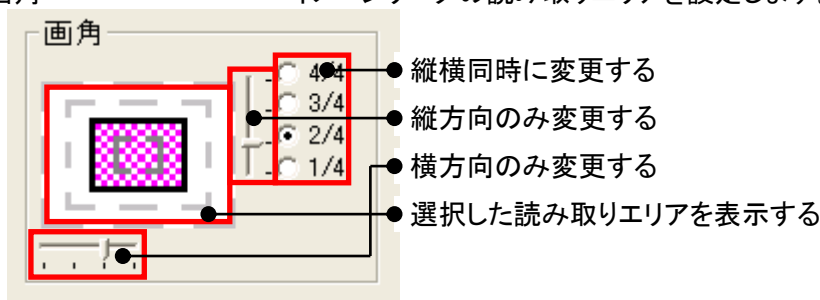 画角
4/4
3/4
2/4
1/4
縦横同時に変更する
縦方向のみ変更する
横方向のみ変更する
選択した読み取りエリアを表示する